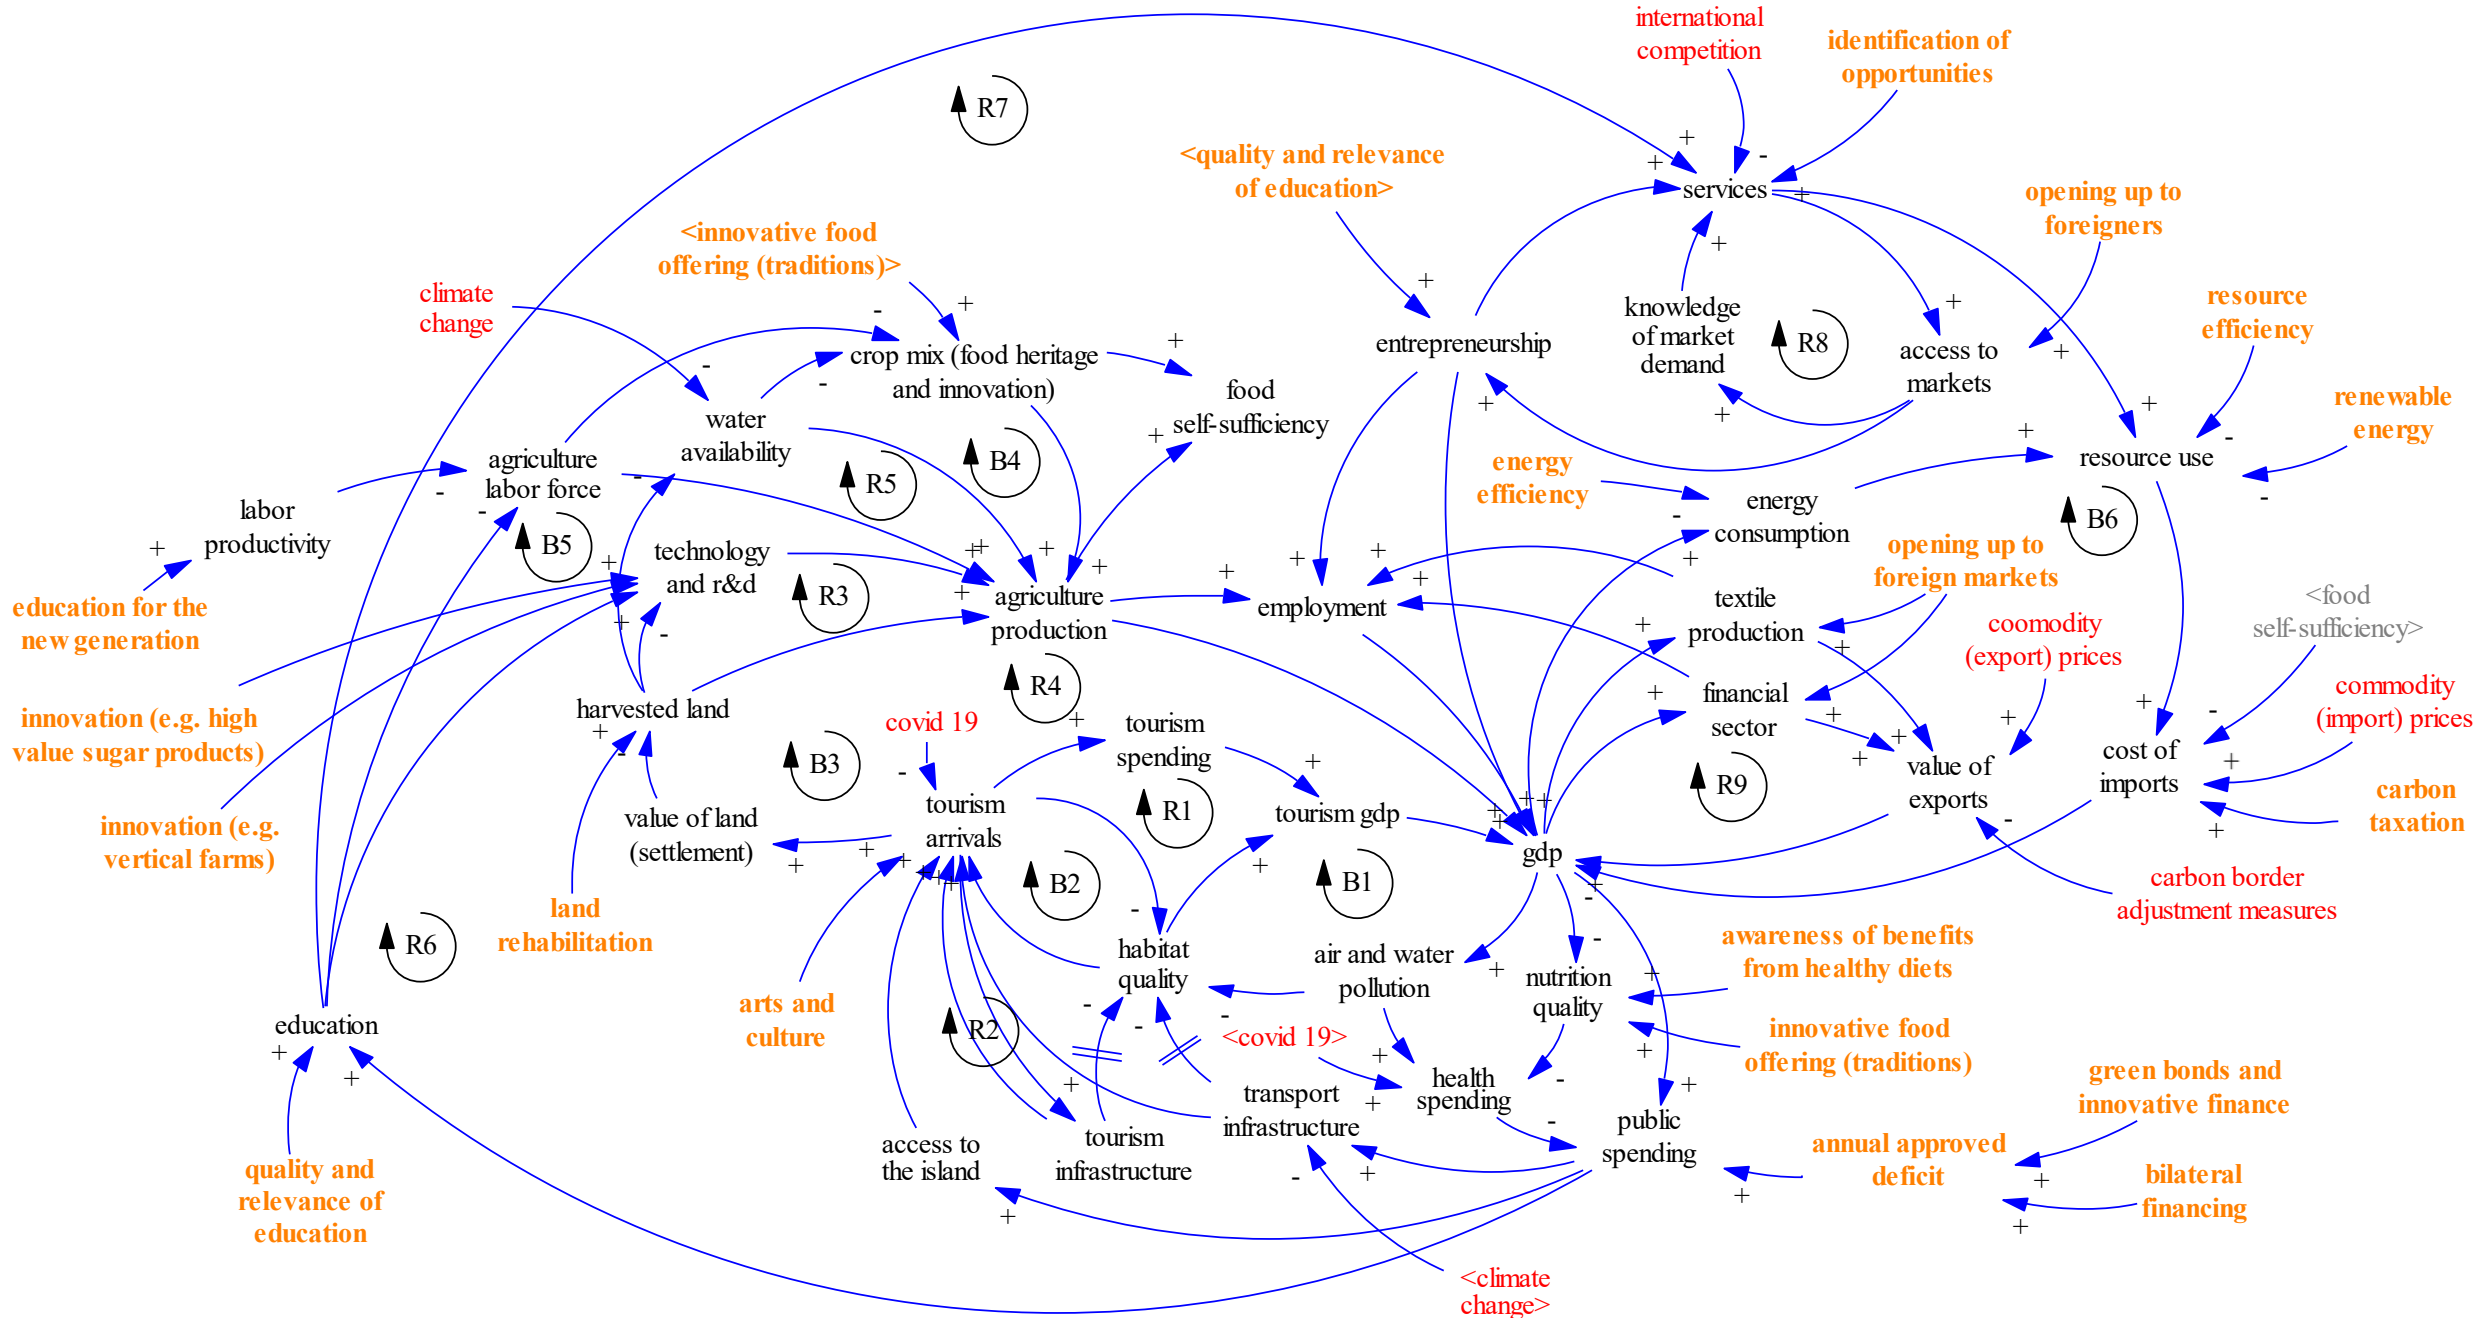 international
competition
identification of
opportunities
R7
<quality and relevance
of education>
services
opening up to
foreigners
<innovative food
offering (traditions)>
climate
change
knowledge
of market
demand
R8
entrepreneurship
access to
markets
resource
efficiency
crop mix (food heritage
and innovation)
food
self-sufficiency
renewable
energy
water
availability
B4
R5
agriculture
labor force
energy
efficiency
resource use
energy
consumption
B6
labor
productivity
B5
technology
and r&d
R3
opening up to
foreign markets
education for the
new generation
agriculture
production
employment
textile
production
coomodity
(export) prices
<food
self-sufficiency>
R4
harvested land
innovation (e.g. high
value sugar products)
covid 19
tourism
spending
financial
sector
commodity
(import) prices
B3
R1
R9
value of
exports
cost of
imports
tourism
arrivals
tourism gdp
value of land
(settlement)
innovation (e.g.
vertical farms)
carbon
taxation
gdp
B2
B1
carbon border
adjustment measures
land
rehabilitation
R6
habitat
quality
air and water
pollution
nutrition
quality
awareness of benefits
from healthy diets
arts and
culture
education
R2
<covid 19>
innovative food
offering (traditions)
health
spending
transport
infrastructure
green bonds and
innovative finance
access to
the island
tourism
infrastructure
public
spending
annual approved
deficit
bilateral
financing
quality and
relevance of
education
<climate
change>